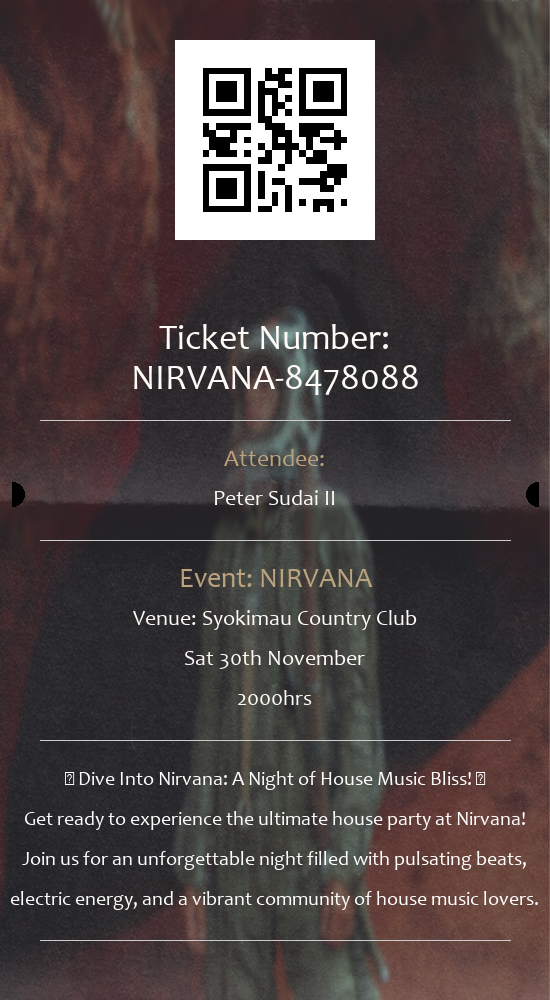 Ticket Number:
NIRVANA-8478088
Attendee:
Peter Sudai II
Event: NIRVANA
Venue: Syokimau Country Club
Sat 30th November
2000hrs
Dive Into Nirvana: A Night of House Music Bliss!
Get ready to experience the ultimate house party at Nirvana!
Join us for an unforgettable night filled with pulsating beats,
electric energy, and a vibrant community of house music lovers.